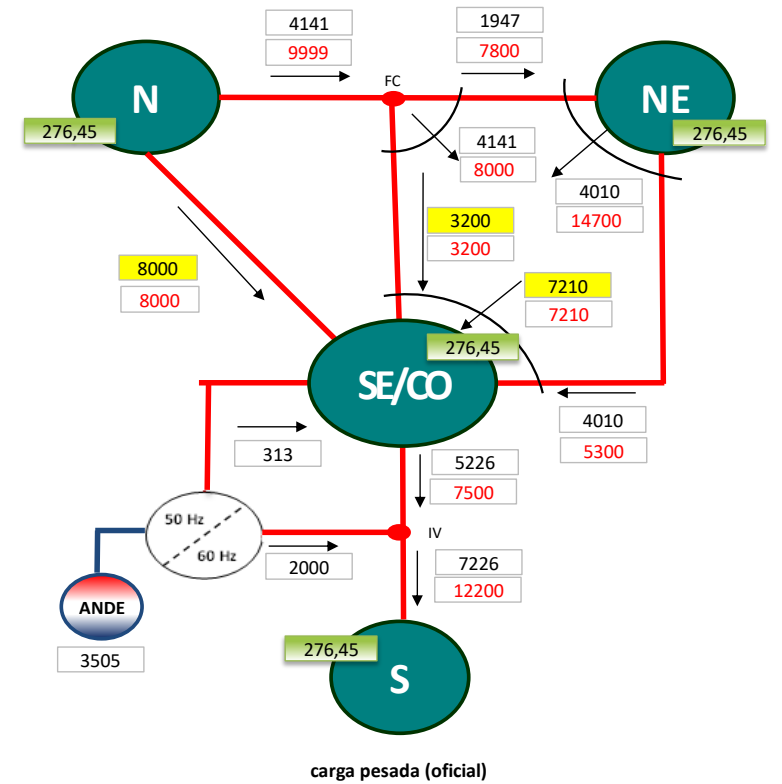 4141
9999
1947
7800
FC
N
NE
276,45
276,45
4141
8000
4010
14700
3200
3200
8000
8000
7210
7210
276,45
SE/CO
4010
5300
313
5226
7500
50 Hz
60 Hz
IV
2000
7226
12200
ANDE
3505
276,45
S
carga pesada (oficial)